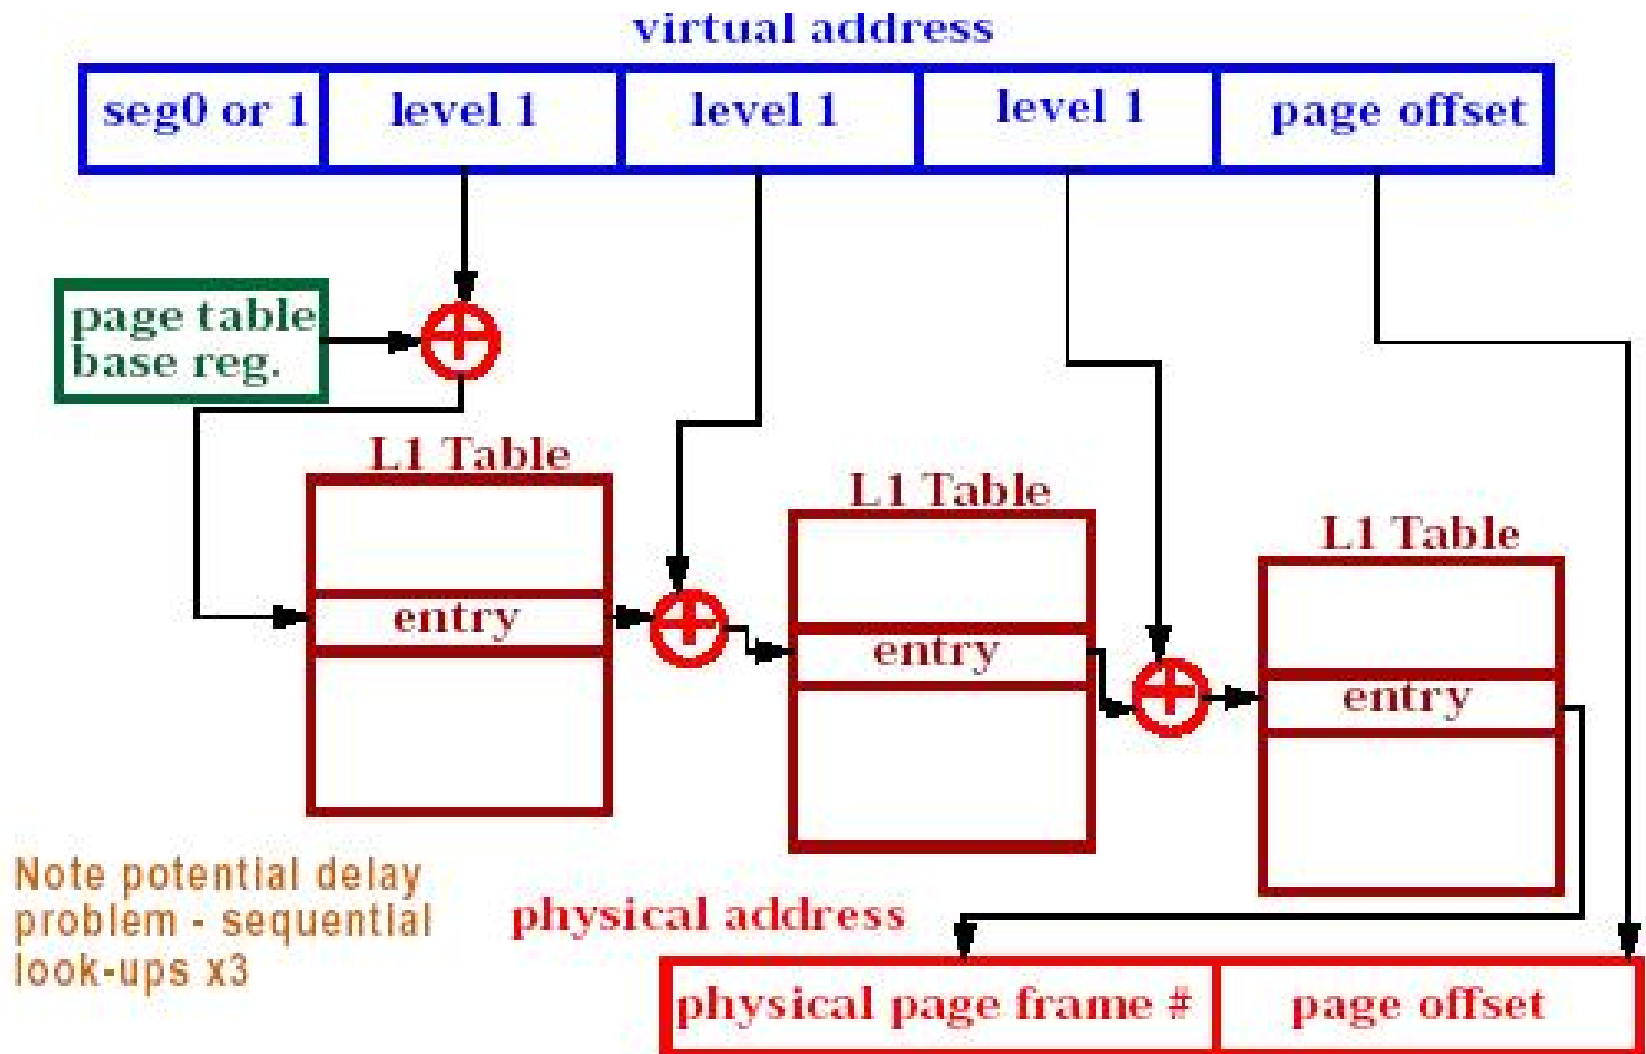 virtual address
seg0 or 1
level 1
level 1
level 1
page offset
page table
base reg.
L1 Table
entry
L1 Table
entry
L1 Table
entry
Note potential delay
problem - sequential
look-ups x3
physical address
physical page frame #
page offset